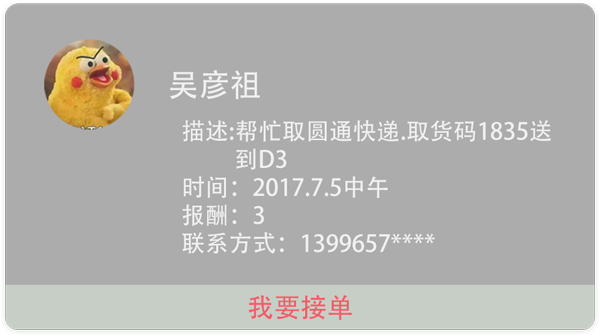 吴彦祖
描述:帮忙取圆通快递.取货码1835送
到D3
时间：2017.7.5中午
报酬：3
联系方式：1399657****
我要接单